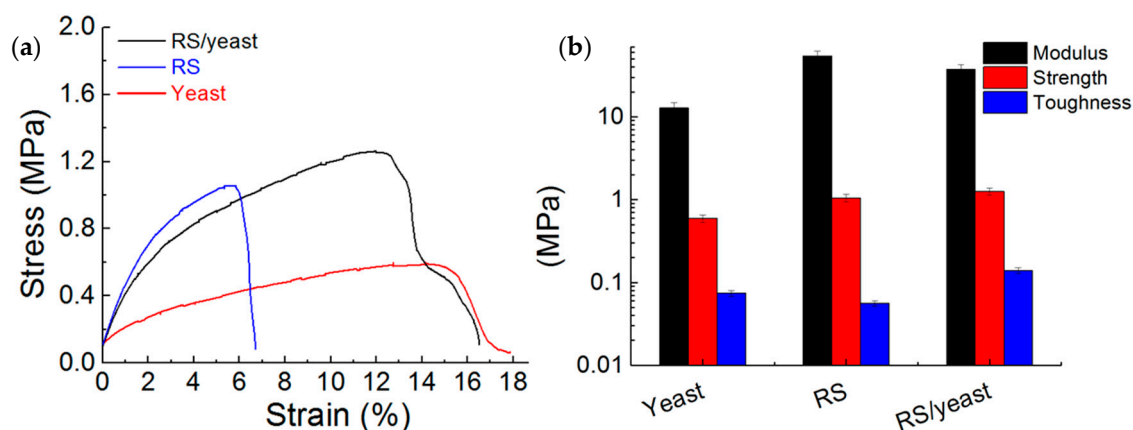 (a)
RS/yeast
RS
Yeast
Stress (MPa)
2.0
1.6
1.2
0.8
0.4
0.0
0 2 4 6 8 10 12 14 16 18
Strain (%)
(b)
Modulus
Strength
Toughness
(MPa)
10
1
0.1
0.01
Yeast
RS
RS/yeast